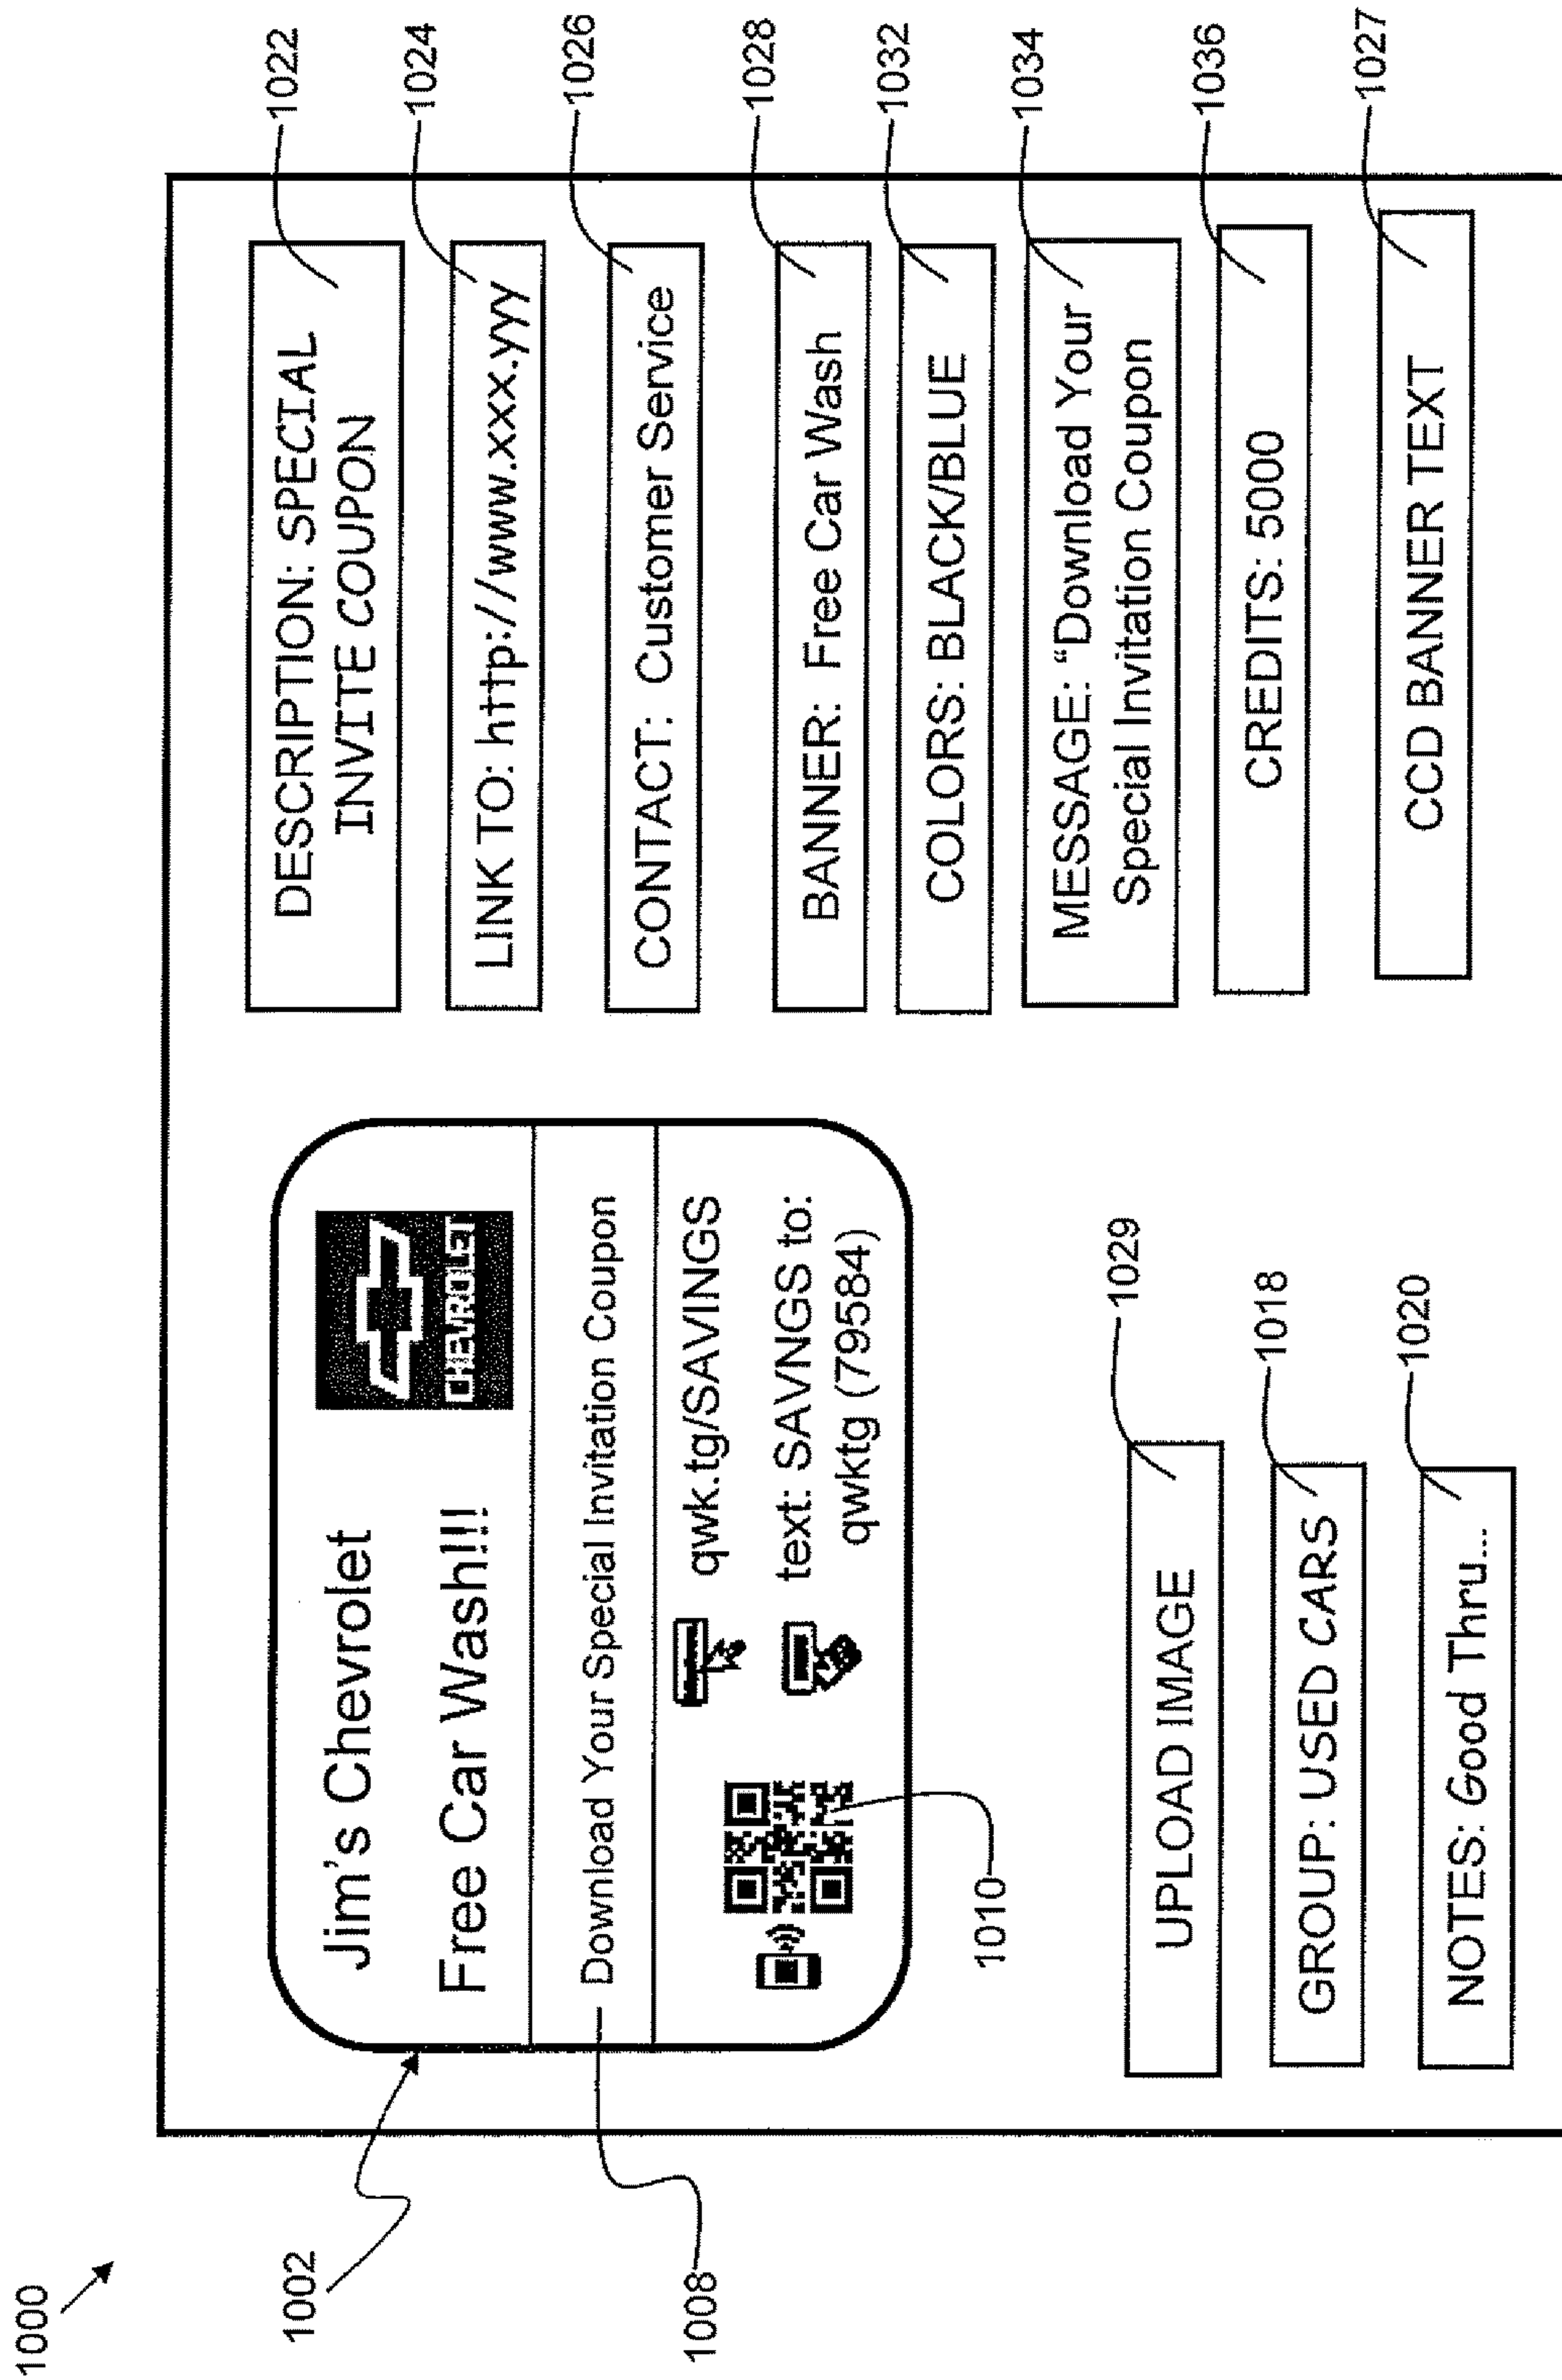 1000
1002
Jim's Chevrolet
CHEVROLET
Free Car Wash!!!
1008
Download Your Special Invitation Coupon
qwk.tg/SAVINGS
text: SAVNGS to:
qwktg (79584)
1010
UPLOAD IMAGE
1029
GROUP: USED CARS
1018
NOTES: Good Thru...
1020
DESCRIPTION: SPECIAL
INVITE COUPON
1022
LINK TO: http://www.xxx.yyy
1024
CONTACT: Customer Service
1026
BANNER: Free Car Wash
1028
COLORS: BLACK/BLUE
1032
MESSAGE: “Download Your
Special Invitation Coupon
1034
CREDITS: 5000
1036
CCD BANNER TEXT
1027